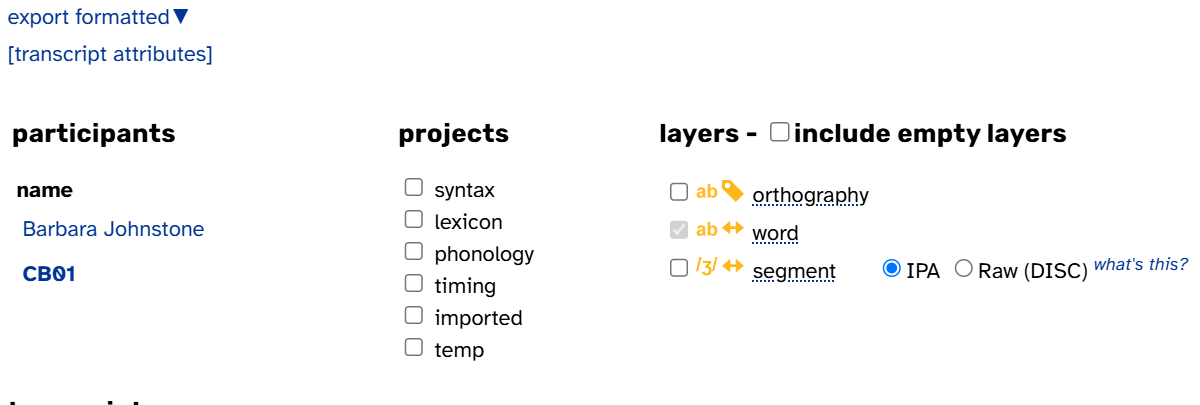 export formatted▼
[transcript attributes]
participants
name
Barbara Johnstone
CB01
projects
syntax
lexicon
phonology
timing
imported
temp
layers - include empty layers
ab orthography
ab word
/ʒ/ segment IPA Raw (DISC) what's this?